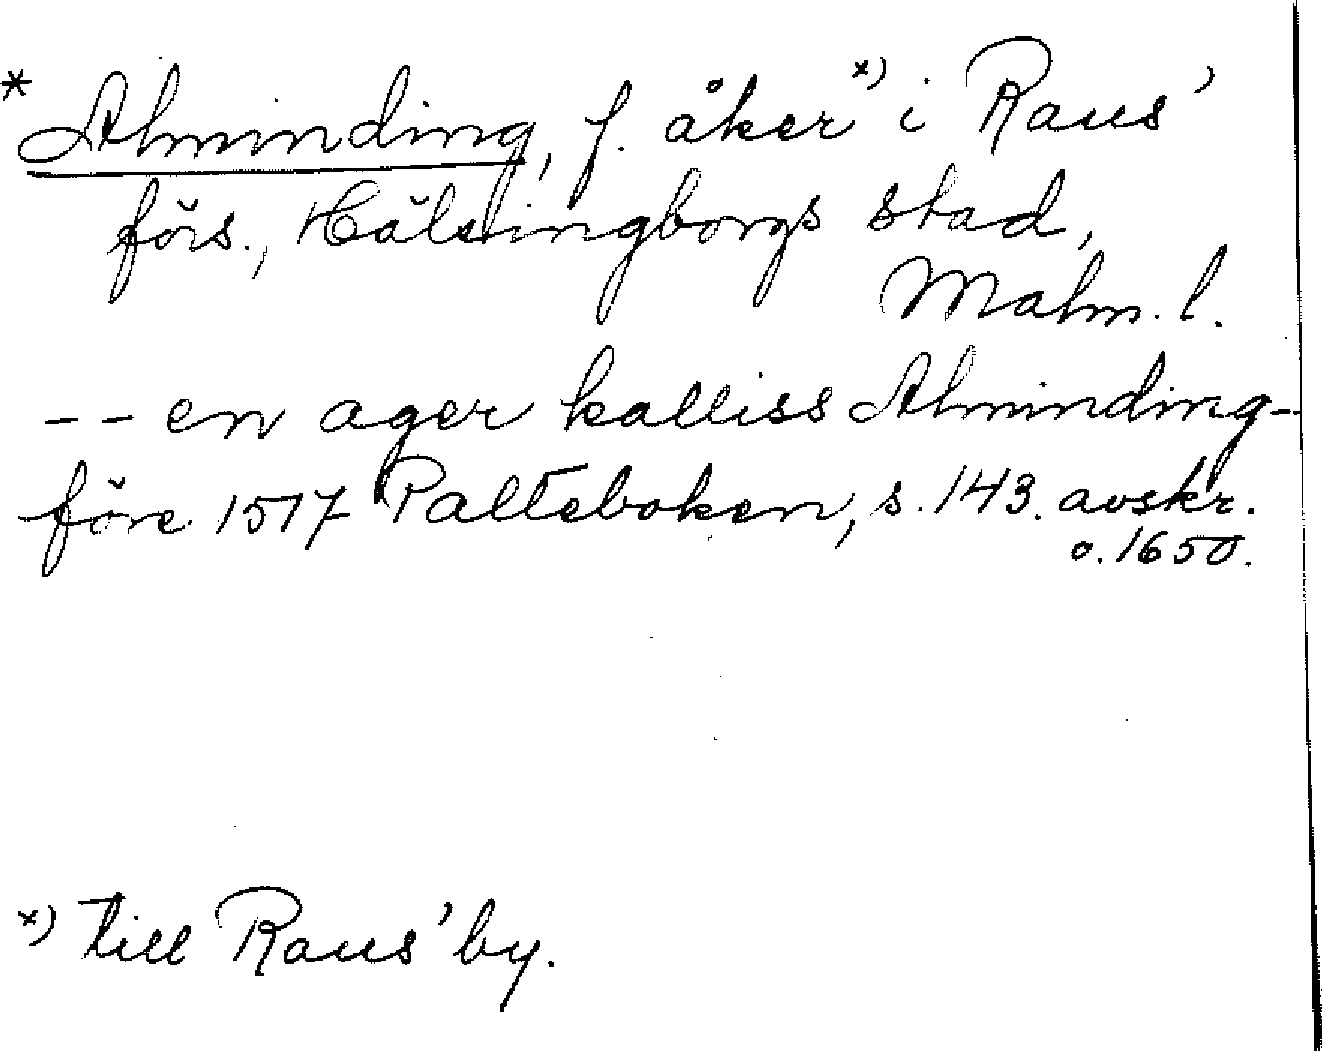 * Alminding, f. åker x) i Raus'
förs., Hälsingborgs stad,
Malm. l.
-- en ager kalliss Alminding--
före 1517 Palteboken, s. 143. avskr.
o. 1650.
x) till Raus' by.